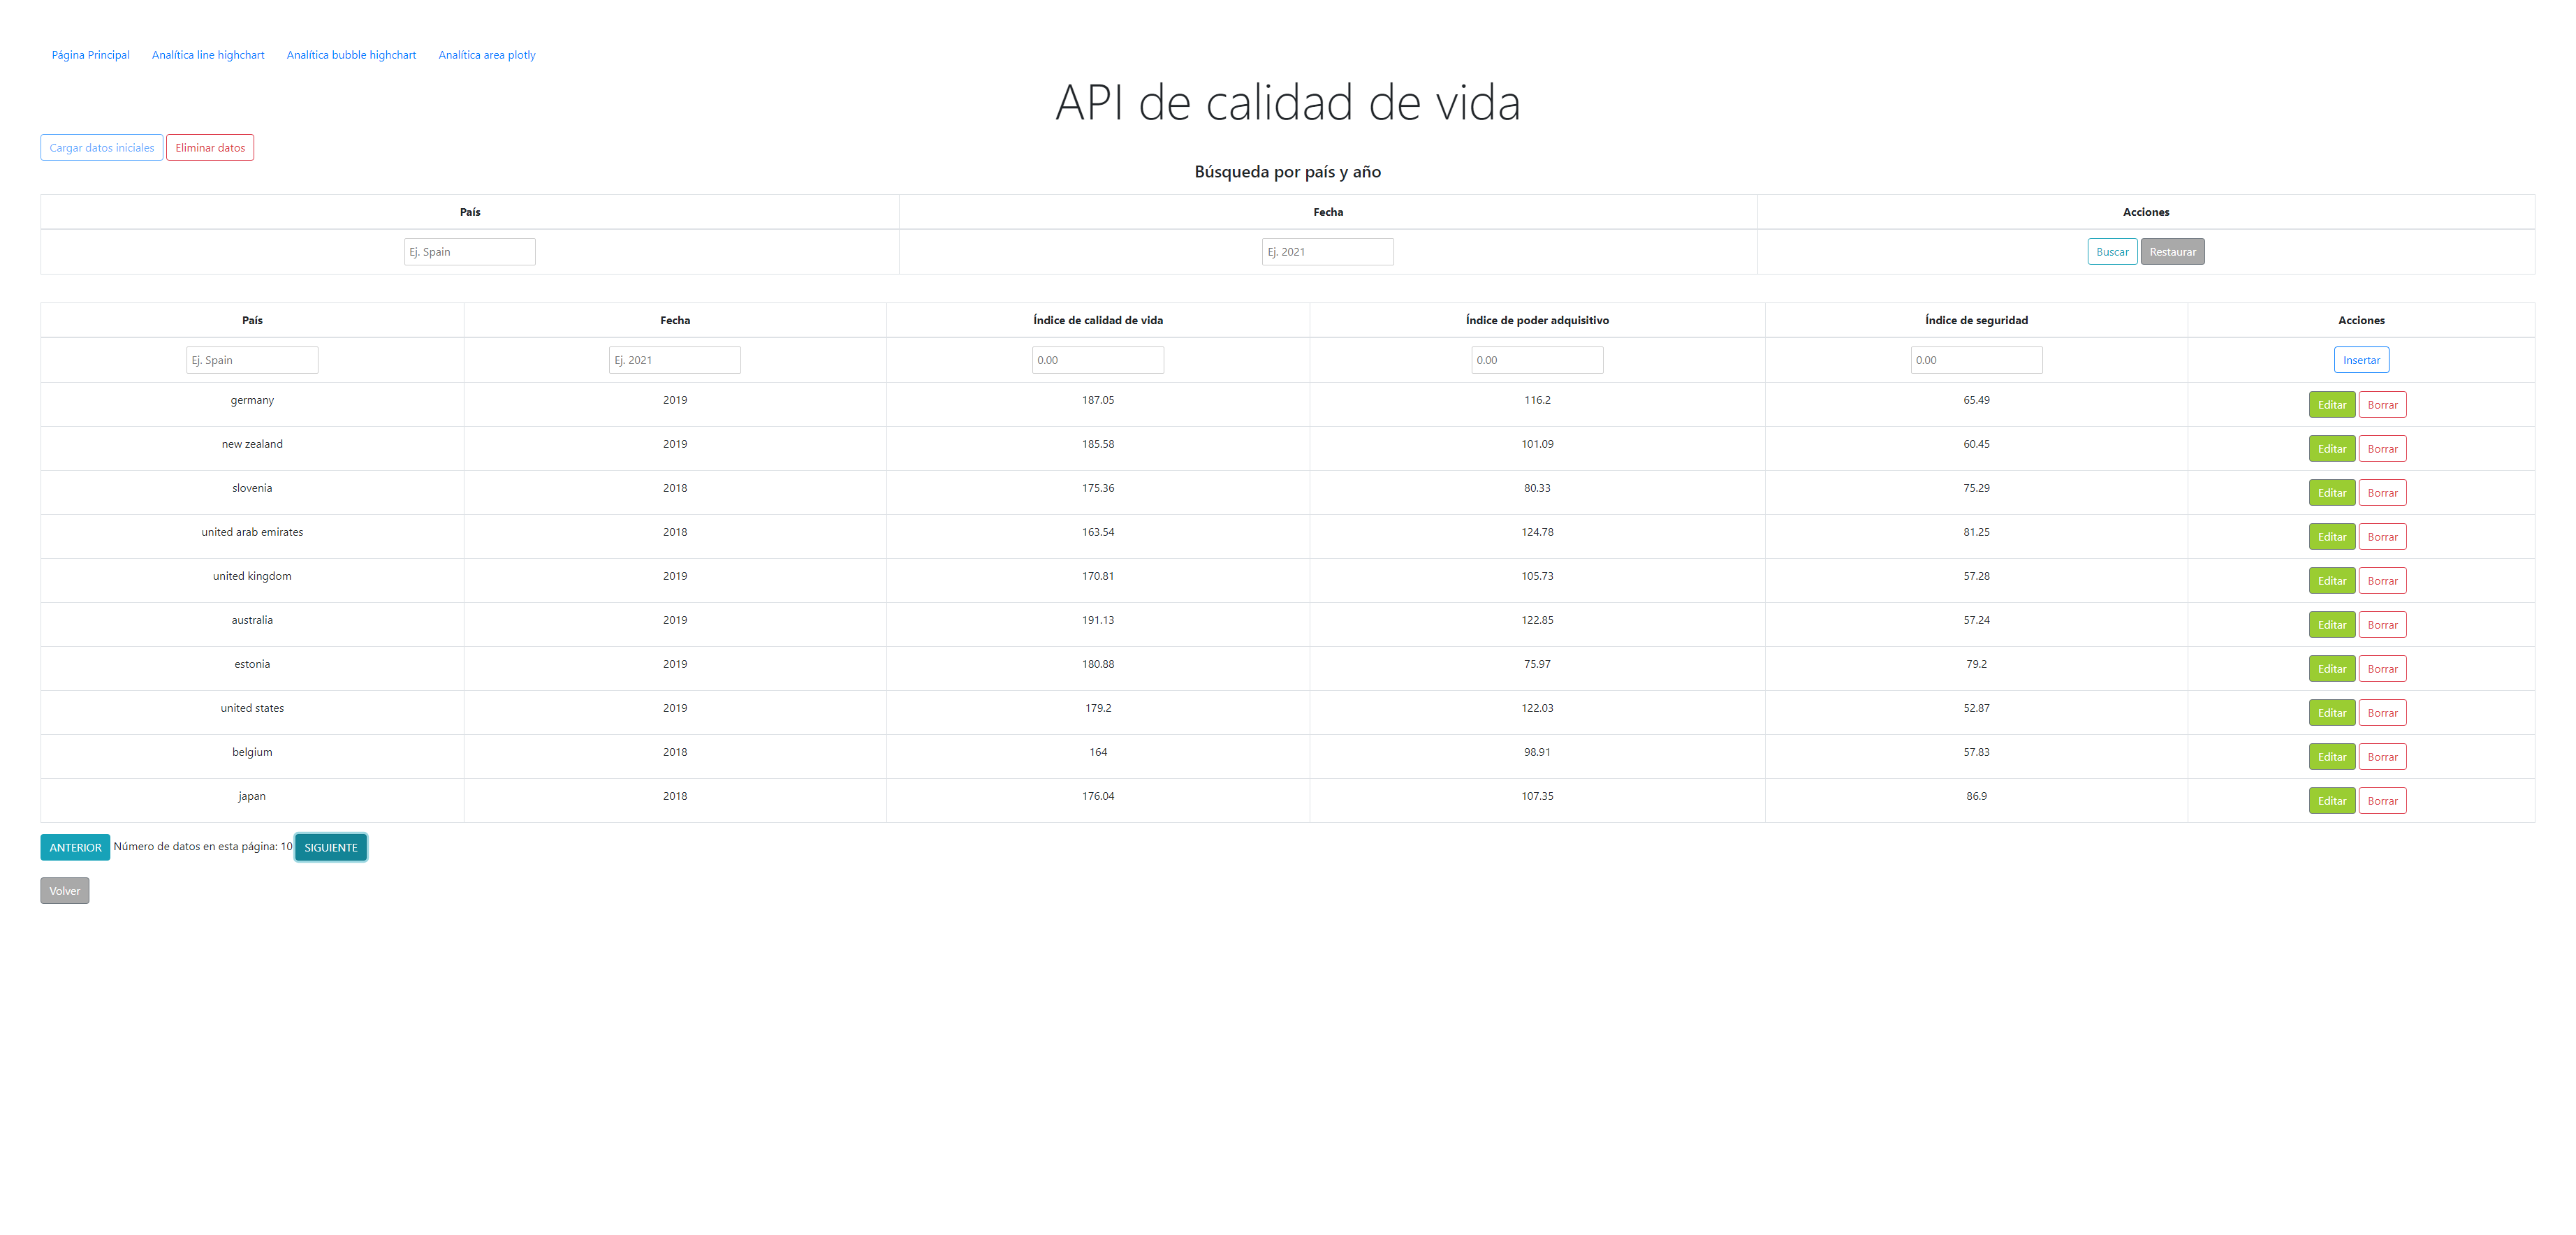 Página Principal Analítica line highchart Analítica bubble highchart Analítica area plotly
API de calidad de vida
Cargar datos iniciales Eliminar datos
Búsqueda por país y año
País Fecha Acciones
Ej. Spain Ej. 2021 Buscar Restaurar
País Fecha Índice de calidad de vida Índice de poder adquisitivo Índice de seguridad Acciones
Ej. Spain Ej. 2021 0.00 0.00 0.00 Insertar
germany 2019 187.05 116.2 65.49 Editar Borrar
new zealand 2019 185.58 101.09 60.45 Editar Borrar
slovenia 2018 175.36 80.33 75.29 Editar Borrar
united arab emirates 2018 163.54 124.78 81.25 Editar Borrar
united kingdom 2019 170.81 105.73 57.28 Editar Borrar
australia 2019 191.13 122.85 57.24 Editar Borrar
estonia 2019 180.88 75.97 79.2 Editar Borrar
united states 2019 179.2 122.03 52.87 Editar Borrar
belgium 2018 164 98.91 57.83 Editar Borrar
japan 2018 176.04 107.35 86.9 Editar Borrar
ANTERIOR Número de datos en esta página: 10 SIGUIENTE
Volver